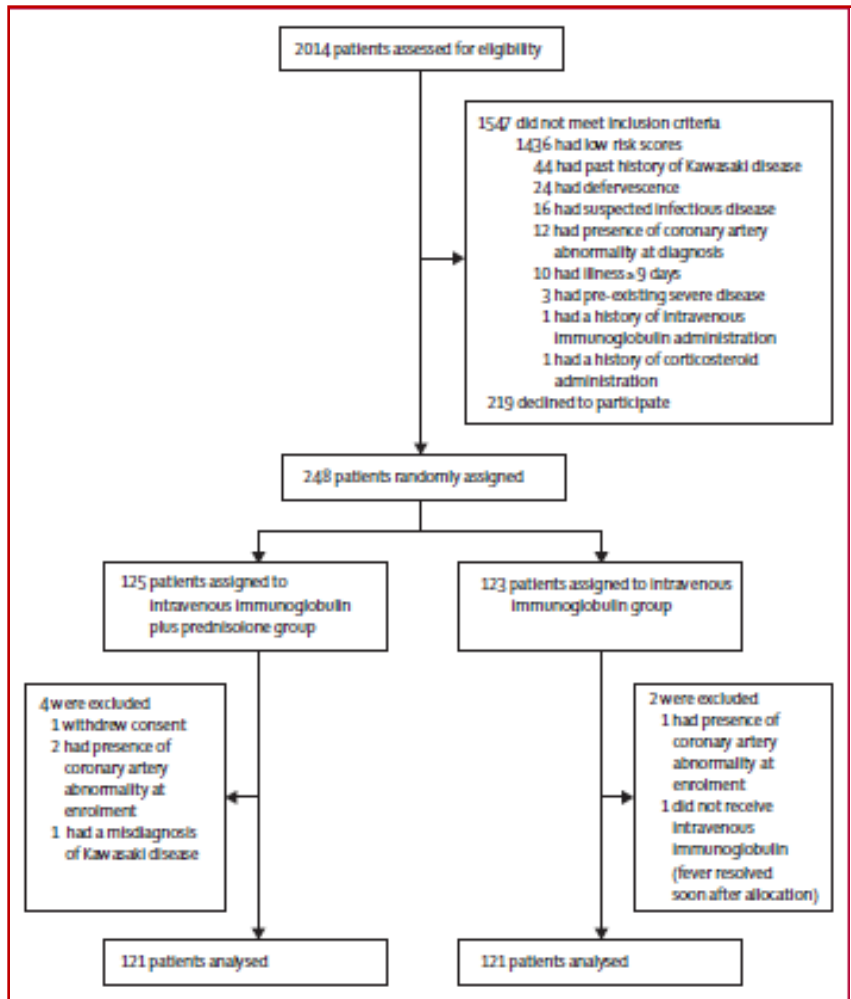 2014 patients assessed for eligibility
1547 did not meet inclusion criteria
1436 had low risk scores
44 had past history of Kawasaki disease
24 had defervescence
16 had suspected infectious disease
12 had presence of coronary artery
abnormality at diagnosis
10 had illness ≥9 days
3 had pre-existing severe disease
1 had a history of intravenous
immunoglobulin administration
1 had a history of corticosteroid
administration
219 declined to participate
248 patients randomly assigned
125 patients assigned to
intravenous immunoglobulin
plus prednisolone group
123 patients assigned to intravenous
immunoglobulin group
4 were excluded
1 withdrew consent
2 had presence of
coronary artery
abnormality at
enrolment
1 had a misdiagnosis
of Kawasaki disease
2 were excluded
1 had presence of
coronary artery
abnormality at
enrolment
1 did not receive
intravenous
immunoglobulin
(fever resolved
soon after allocation)
121 patients analysed
121 patients analysed